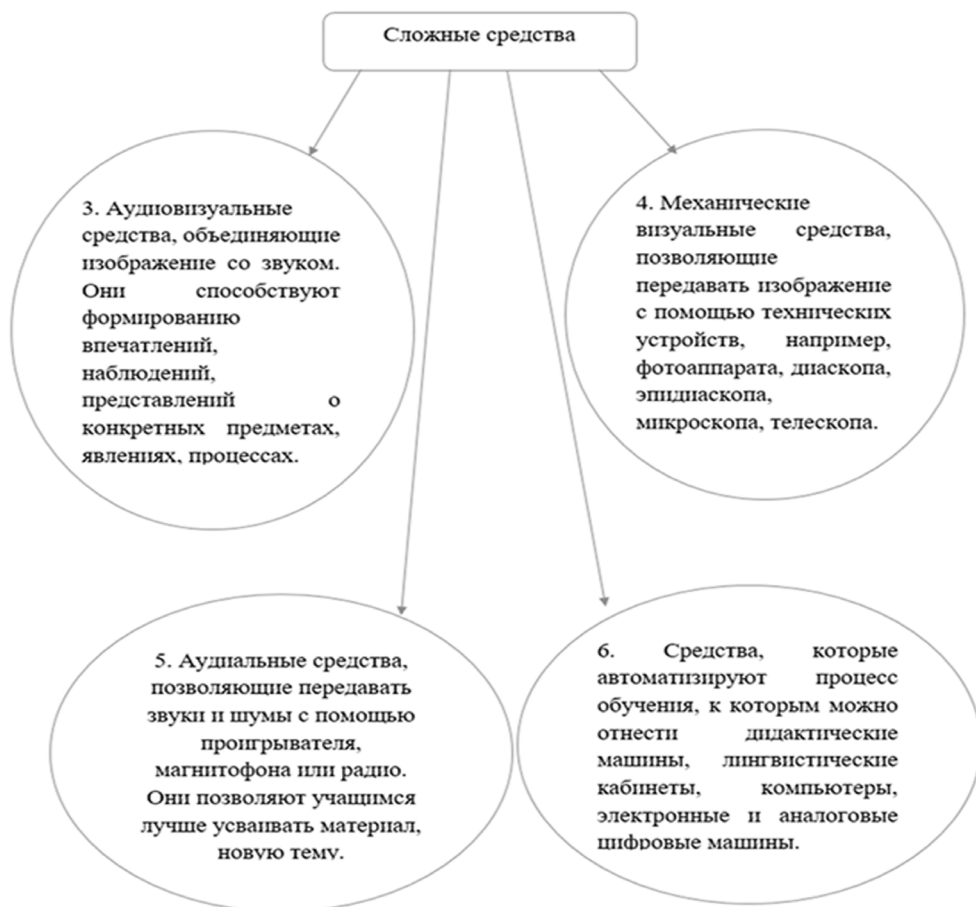 Сложные средства
3. Аудиовизуальные
средства, объединяющие
изображение со звуком.
Они способствуют
формированию
впечатлений,
наблюдений,
представлений о
конкретных предметах,
явлениях, процессах.
4. Механические
визуальные средства,
позволяющие
передавать изображение
с помощью технических
устройств, например,
фотоаппарата, диаскопа,
эпидиаскопа,
микроскопа, телескопа.
5. Аудиальные средства,
позволяющие передавать
звуки и шумы с помощью
проигрывателя,
магнитофона или радио.
Они позволяют учащимся
лучше усваивать материал,
новую тему.
6. Средства, которые
автоматизируют процесс
обучения, к которым можно
отнести дидактические
машины, лингвистические
кабинеты, компьютеры,
электронные и аналоговые
цифровые машины.